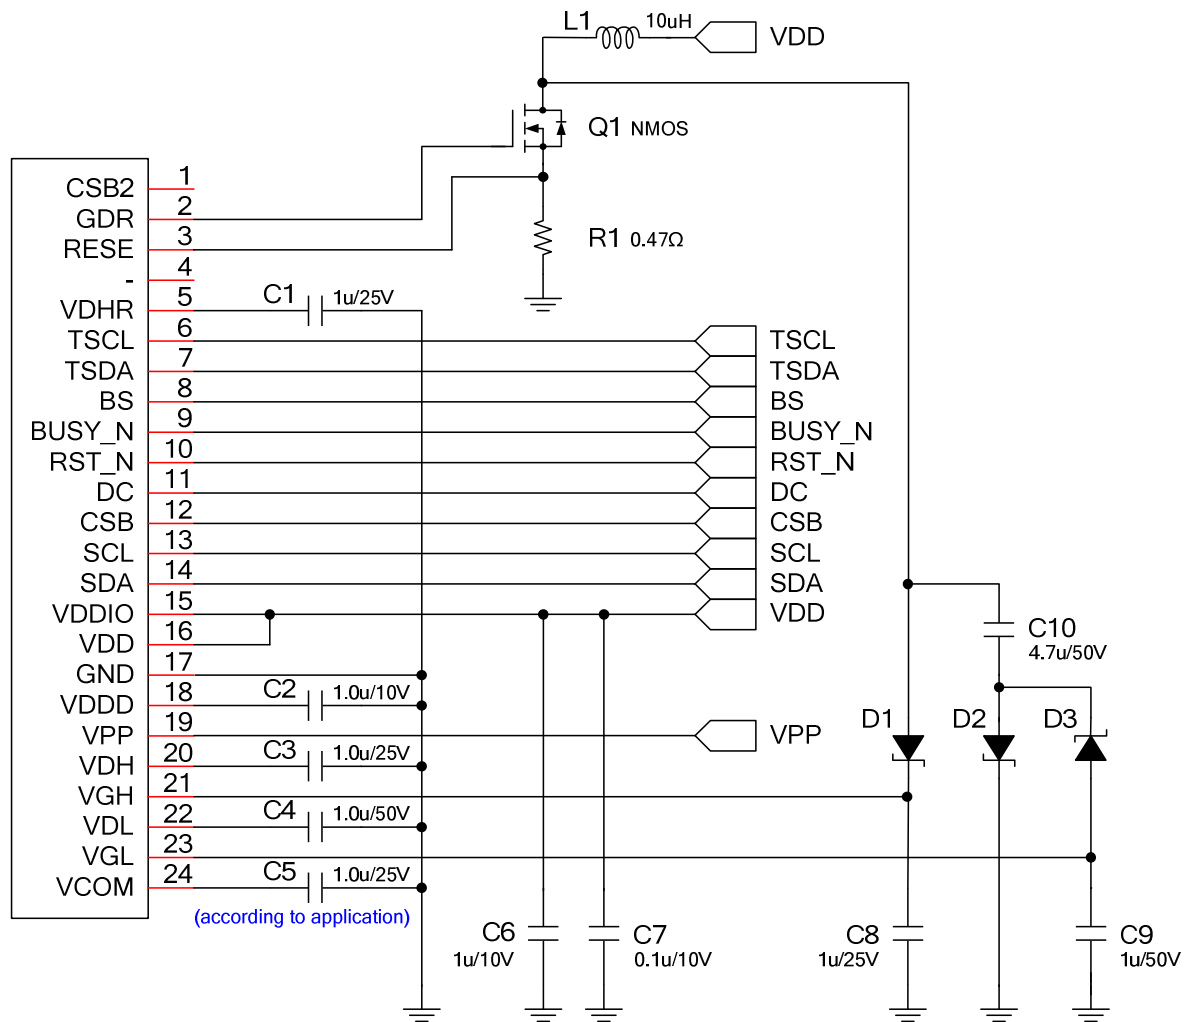 L1 10uH VDD
Q1 NMOS
CSB2 1
GDR 2
RESE 3
R1 0.47Ω
- 4
VDHR 5 C1 1u/25V
TSCL 6 TSCL
TSDA 7 TSDA
BS 8 BS
BUSY_N 9 BUSY_N
RST_N 10 RST_N
DC 11 DC
CSB 12 CSB
SCL 13 SCL
SDA 14 SDA
VDDIO 15 VDD
VDD 16
C10
4.7u/50V
GND 17
VDDD 18 C2 1.0u/10V
D1 D2 D3
VPP 19 VPP
VDH 20 C3 1.0u/25V
VGH 21
VDL 22 C4 1.0u/50V
VGL 23
VCOM 24 C5 1.0u/25V
(according to application)
C6 C7 C8 C9
1u/10V 0.1u/10V 1u/25V 1u/50V